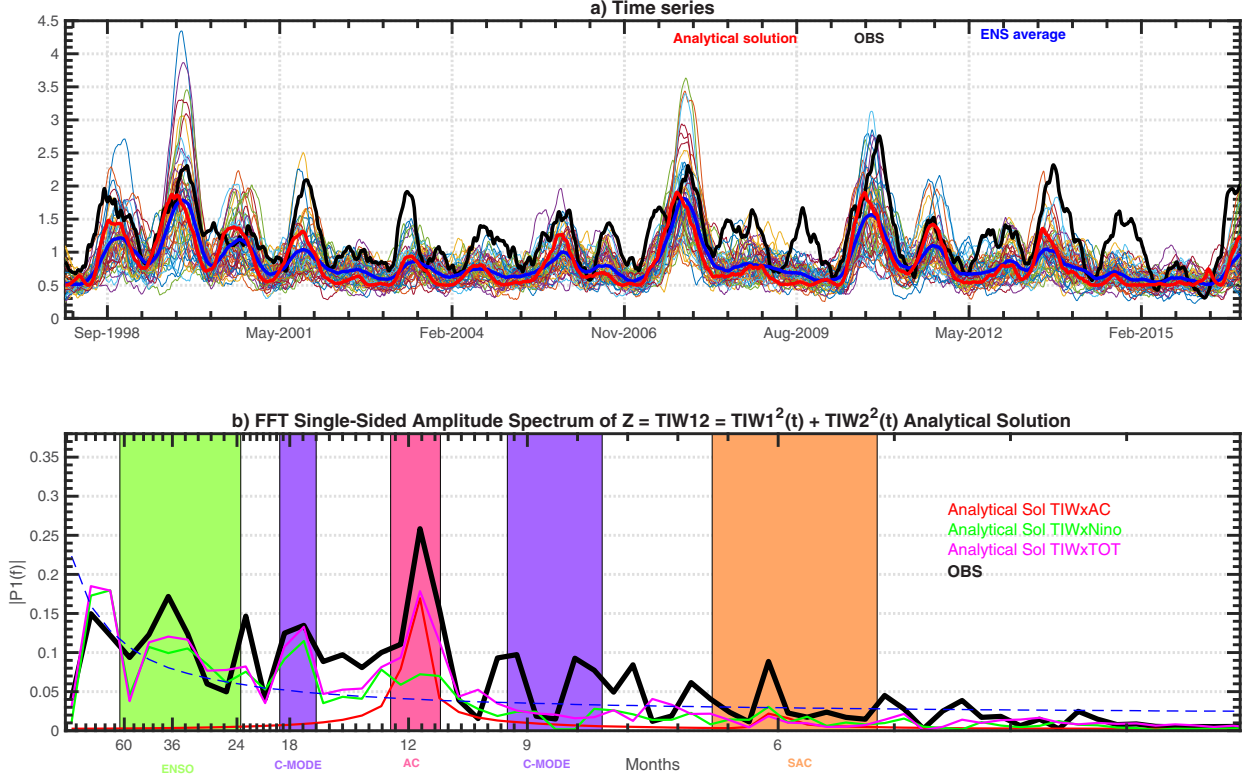 a) Time series
Analytical solution OBS ENS average
4.5
4
3.5
3
2.5
2
1.5
1
0.5
0
Sep-1998 May-2001 Feb-2004 Nov-2006 Aug-2009 May-2012 Feb-2015
b) FFT Single-Sided Amplitude Spectrum of Z = TIW12 = TIW1²(t) + TIW2²(t) Analytical Solution
|P1(f)|
0.35
0.3
0.25
0.2
0.15
0.1
0.05
0
Analytical Sol TIWxAC
Analytical Sol TIWxNino
Analytical Sol TIWxTOT
OBS
60 36 24 18 12 9 6
ENSO C-MODE AC C-MODE Months SAC